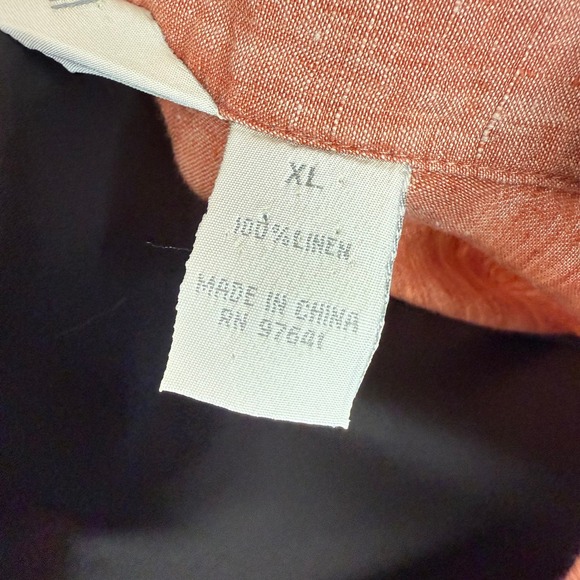 XL
100% LINEN
MADE IN CHINA
RN 97641